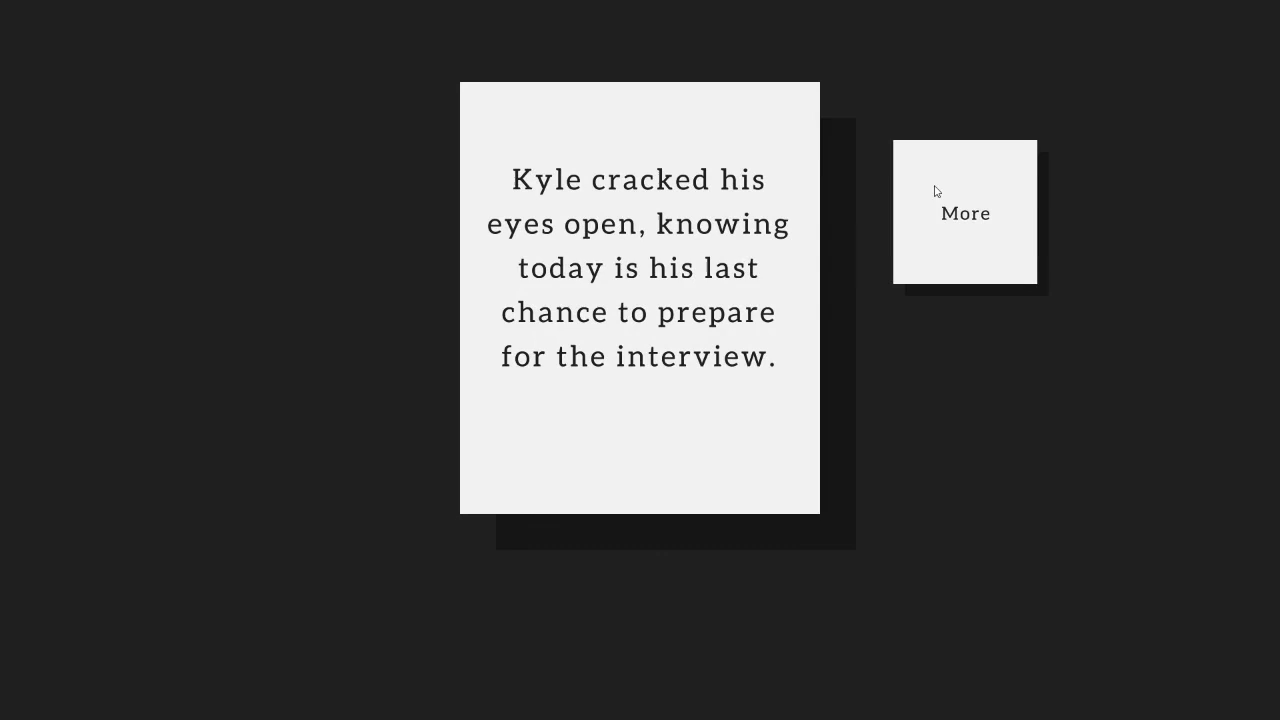 Kyle cracked his
eyes open, knowing
today is his last
chance to prepare
for the interview.
More